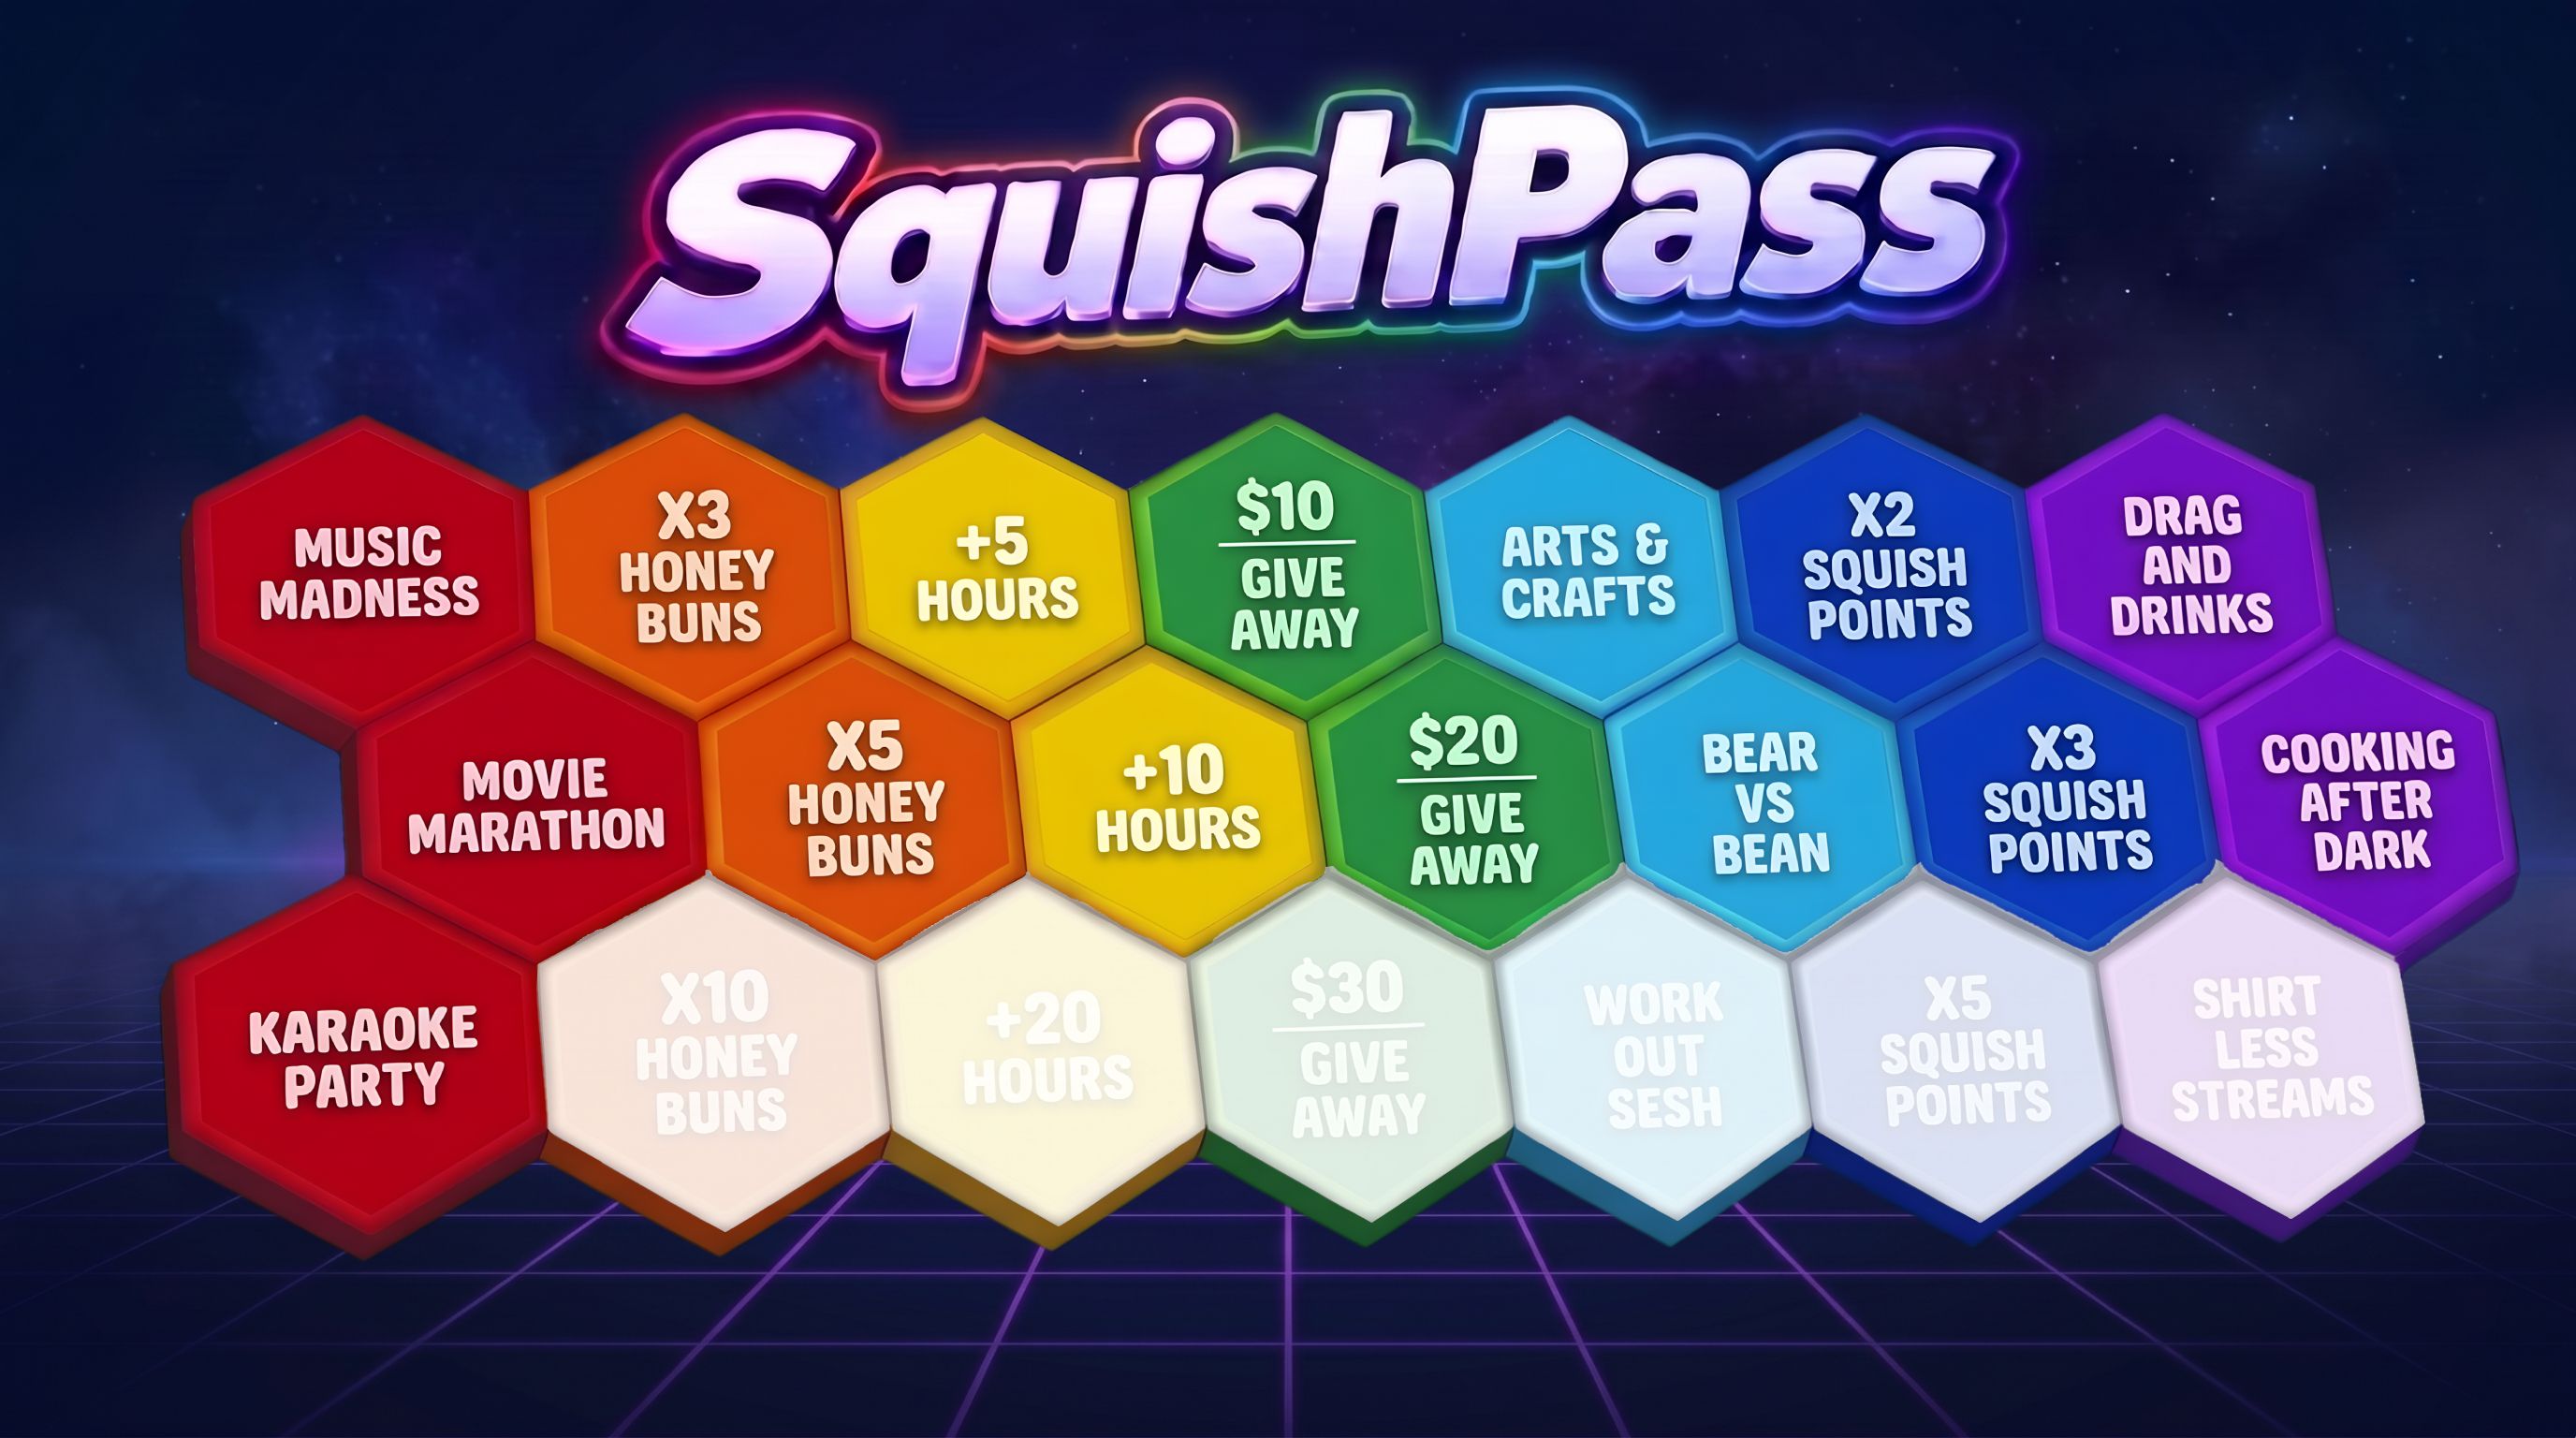 SquishPass
MUSIC
MADNESS
X3
HONEY
BUNS
+5
HOURS
$10
GIVE
AWAY
ARTS &
CRAFTS
X2
SQUISH
POINTS
DRAG
AND
DRINKS
MOVIE
MARATHON
X5
HONEY
BUNS
+10
HOURS
$20
GIVE
AWAY
BEAR
VS
BEAN
X3
SQUISH
POINTS
COOKING
AFTER
DARK
KARAOKE
PARTY
X10
HONEY
BUNS
+20
HOURS
$30
GIVE
AWAY
WORK
OUT
SESH
X5
SQUISH
POINTS
SHIRT
LESS
STREAMS